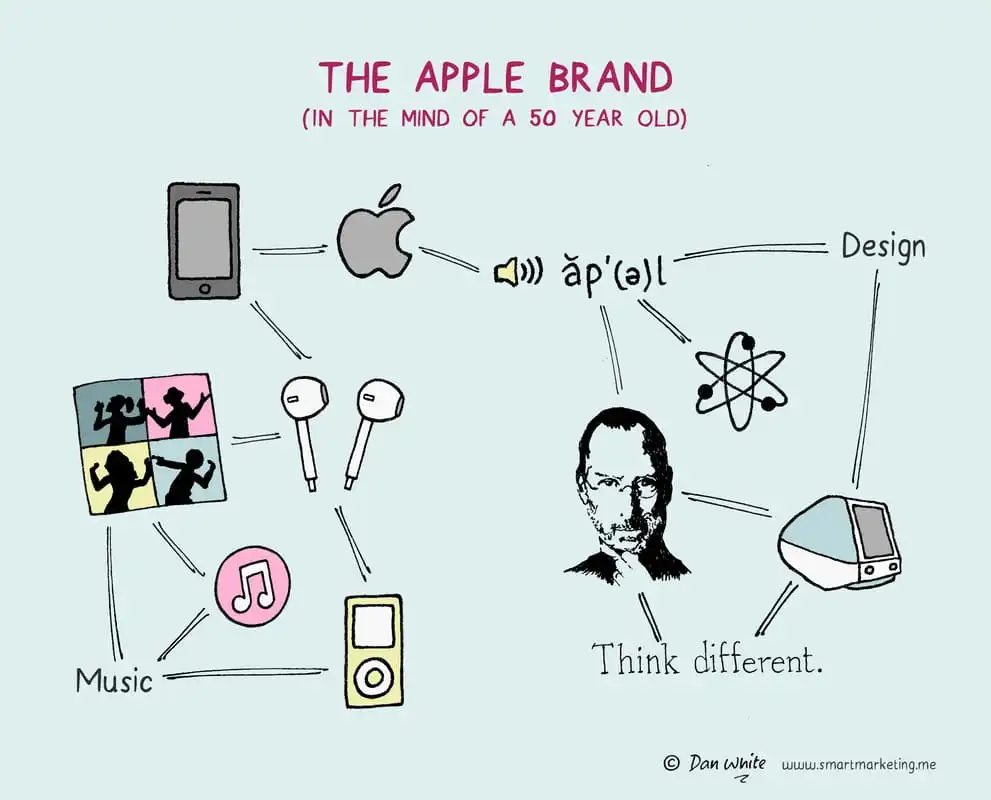 THE APPLE BRAND
(IN THE MIND OF A 50 YEAR OLD)
Design
ăp′(ə)l
Music
Think different.
© Dan White www.smartmarketing.me